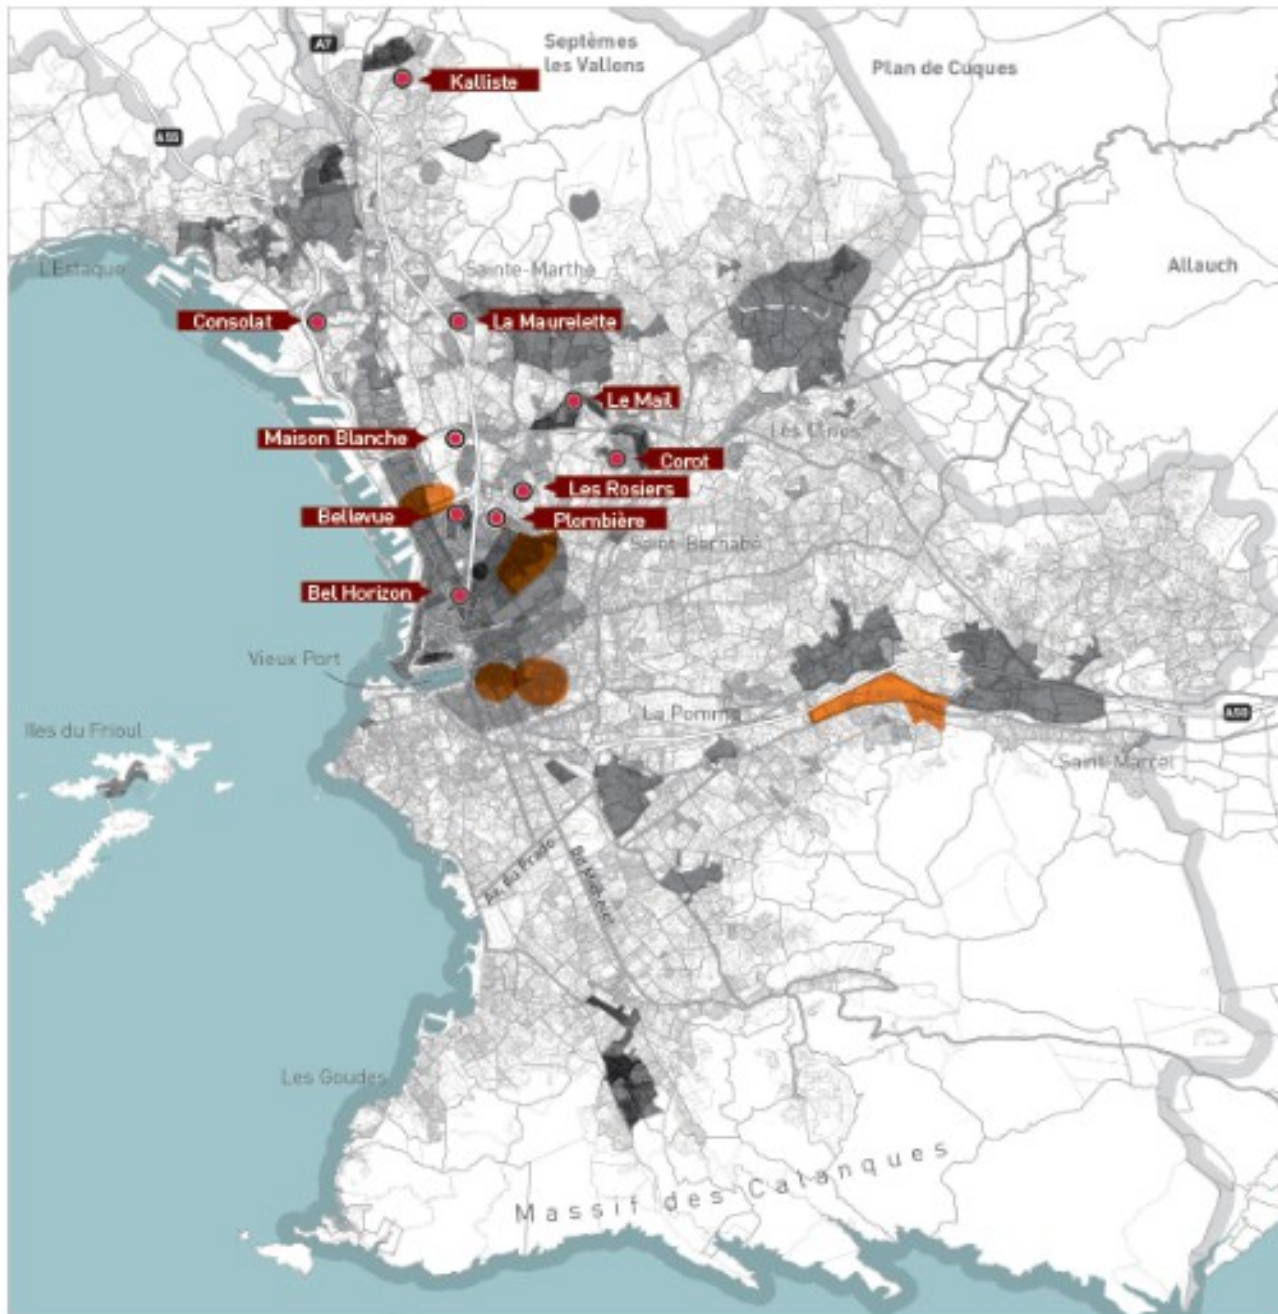 A7
Septèmes
les Vallons
Plan de Cuques
Kalliste
A55
L'Estaque
Sainte-Marthe
Allauch
Consolat
La Maurelette
Le Mail
Maison Blanche
Les Olives
Corot
Les Rosiers
Bellevue
Plombière
Saint-Barnabé
Bel Horizon
Vieux Port
La Pomme
A50
Iles du Frioul
Saint-Marcel
Av. du Prado
Bd Michelet
Les Goudes
Massif des Calanques